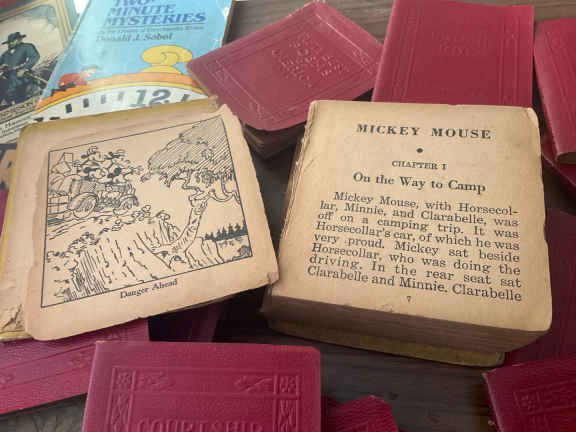 TWO-
MINUTE
MYSTERIES
Donald J. Sobol
12
Danger Ahead
MICKEY MOUSE
CHAPTER I
On the Way to Camp
Mickey Mouse, with Horsecol-
lar, Minnie, and Clarabelle, was
off on a camping trip. It was
Horsecollar's car, of which he was
very proud. Mickey sat beside
Horsecollar, who was doing the
driving. In the rear seat sat
Clarabelle and Minnie. Clarabelle
7
COURTSHIP